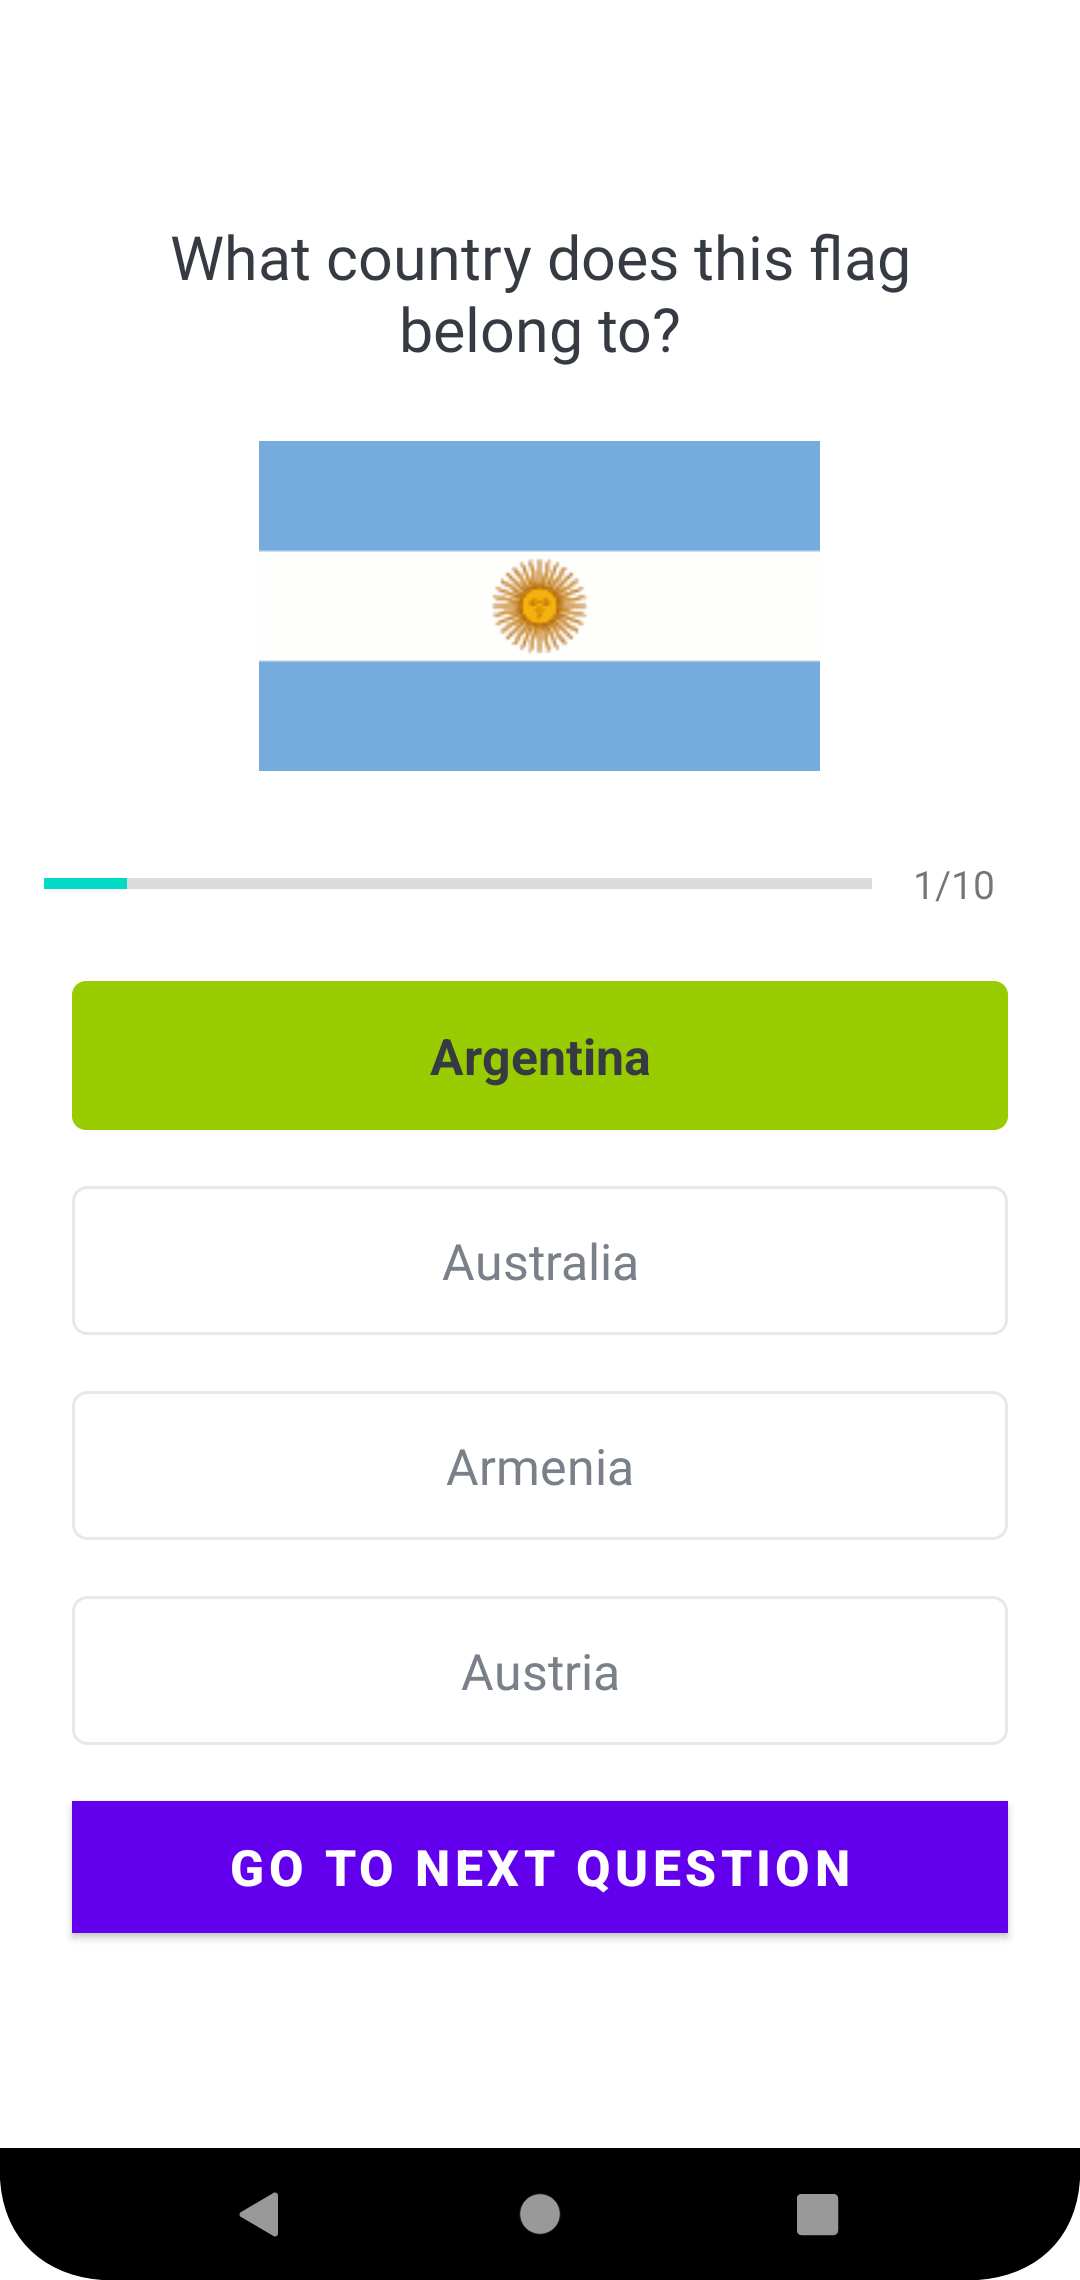 What country does this flag
belong to?
1/10
Argentina
Australia
Armenia
Austria
GO TO NEXT QUESTION